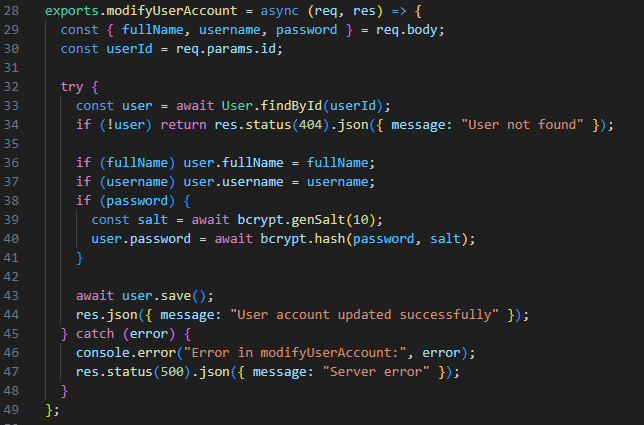 28 exports.modifyUserAccount = async (req, res) => {
29   const { fullName, username, password } = req.body;
30   const userId = req.params.id;
31
32   try {
33     const user = await User.findById(userId);
34     if (!user) return res.status(404).json({ message: "User not found" });
35
36     if (fullName) user.fullName = fullName;
37     if (username) user.username = username;
38     if (password) {
39       const salt = await bcrypt.genSalt(10);
40       user.password = await bcrypt.hash(password, salt);
41     }
42
43     await user.save();
44     res.json({ message: "User account updated successfully" });
45   } catch (error) {
46     console.error("Error in modifyUserAccount:", error);
47     res.status(500).json({ message: "Server error" });
48   }
49 };